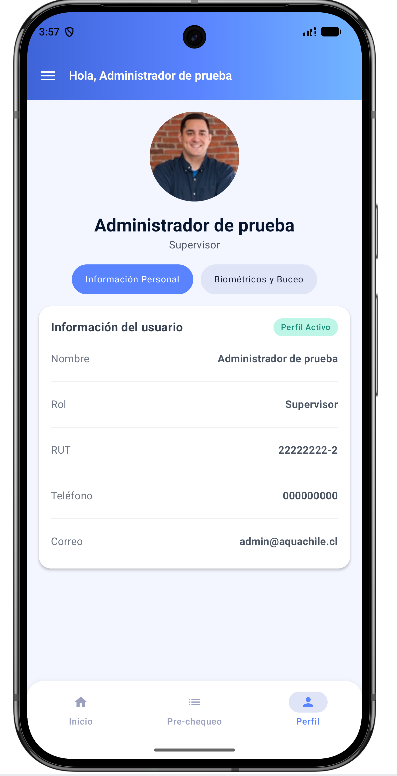 3:57
Hola, Administrador de prueba
Administrador de prueba
Supervisor
Información Personal
Biométricos y Buceo
Información del usuario
Perfil Activo
Nombre
Administrador de prueba
Rol
Supervisor
RUT
22222222-2
Teléfono
000000000
Correo
admin@aquachile.cl
Inicio
Pre-chequeo
Perfil